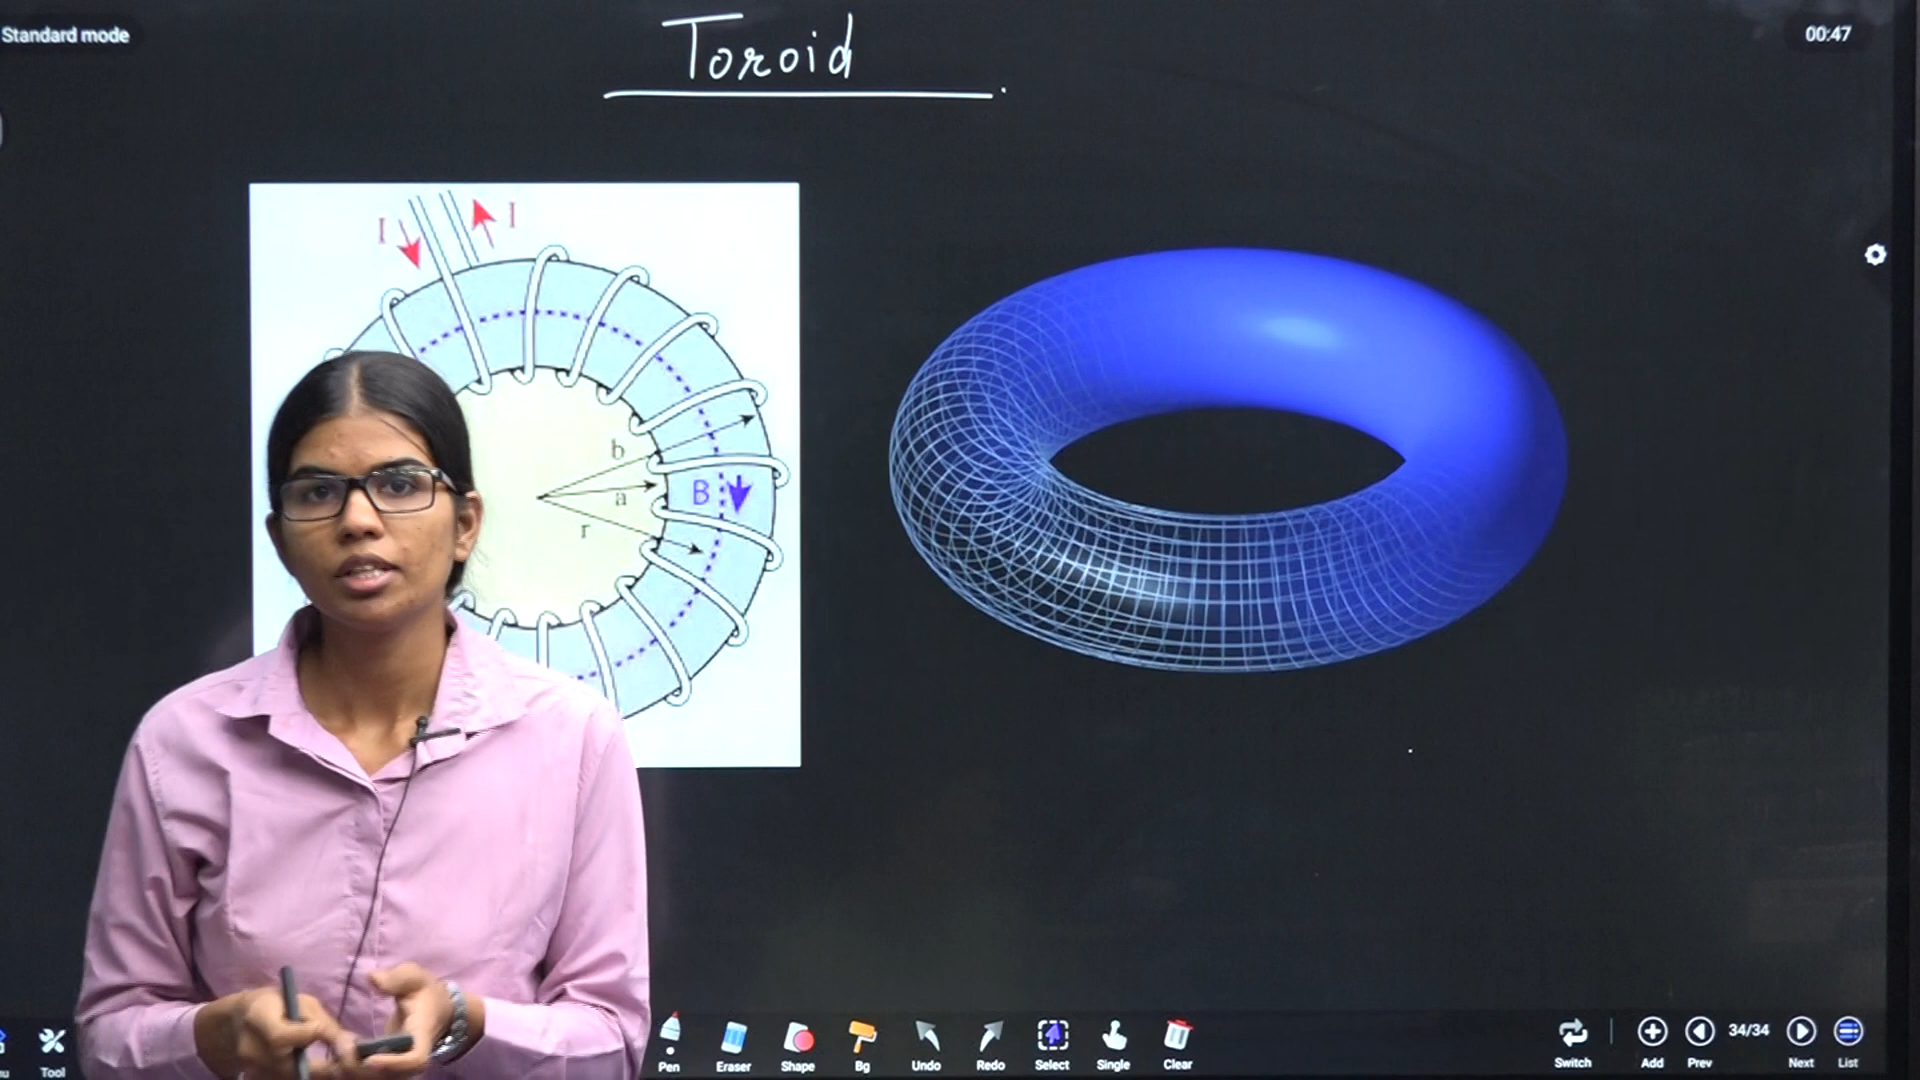 Standard mode
Toroid
00:47
I
I
b
a
B
r
Tool
Pen
Eraser
Shape
Bg
Undo
Redo
Select
Single
Clear
Switch
Add
Prev
34/34
Next
List